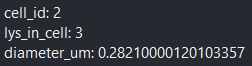 cell_id: 2
lys_in_cell: 3
diameter_um: 0.28210000120103357